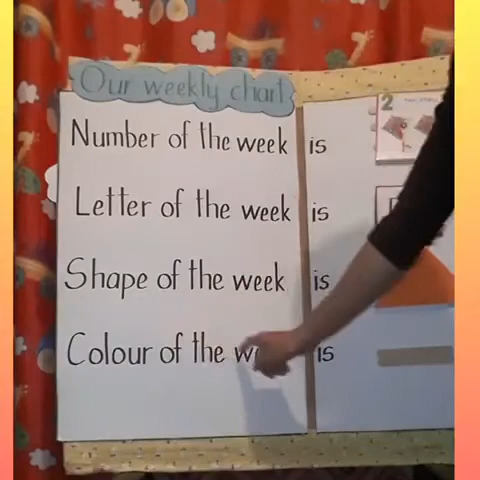 Our weekly chart
Number of the week is
2
Letter of the week is
Shape of the week is
Colour of the is